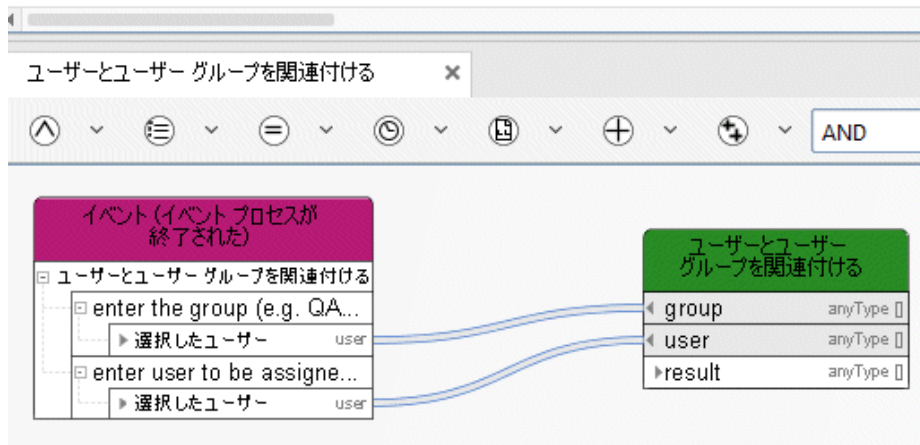 ユーザーとユーザー グループを関連付ける
AND
イベント (イベント プロセスが
終了された)
ユーザーとユーザー グループを関連付ける
enter the group (e.g. QA...
選択したユーザー user
enter user to be assigne...
選択したユーザー user
ユーザーとユーザー
グループを関連付ける
group anyType []
user anyType []
result anyType []